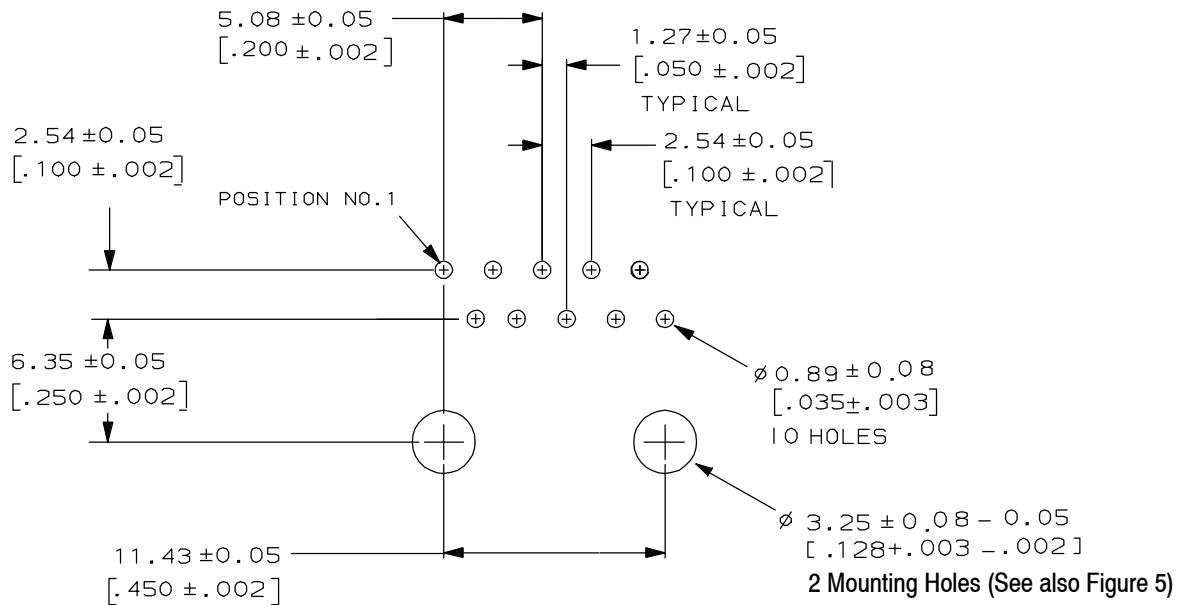 5.08 ±0.05
[.200 ±.002]
1.27±0.05
[.050 ±.002]
TYPICAL
2.54 ±0.05
[.100 ±.002]
2.54±0.05
[.100 ±.002]
TYPICAL
POSITION NO.1
6.35 ±0.05
[.250 ±.002]
⌀ 0.89 ± 0.08
[.035±.003]
10 HOLES
⌀ 3.25 ± 0.08 - 0.05
[.128+.003 -.002]
2 Mounting Holes (See also Figure 5)
11.43 ±0.05
[.450 ±.002]